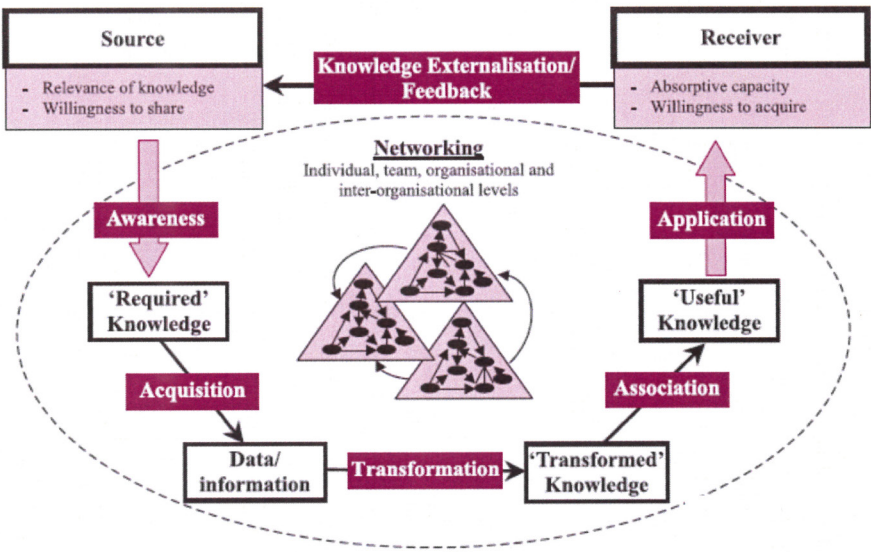 Source
- Relevance of knowledge
- Willingness to share
Knowledge Externalisation/
Feedback
Receiver
- Absorptive capacity
- Willingness to acquire
Networking
Individual, team, organisational and
inter-organisational levels
Awareness
Application
‘Required’
Knowledge
‘Useful’
Knowledge
Acquisition
Association
Data/
information
Transformation
‘Transformed’
Knowledge